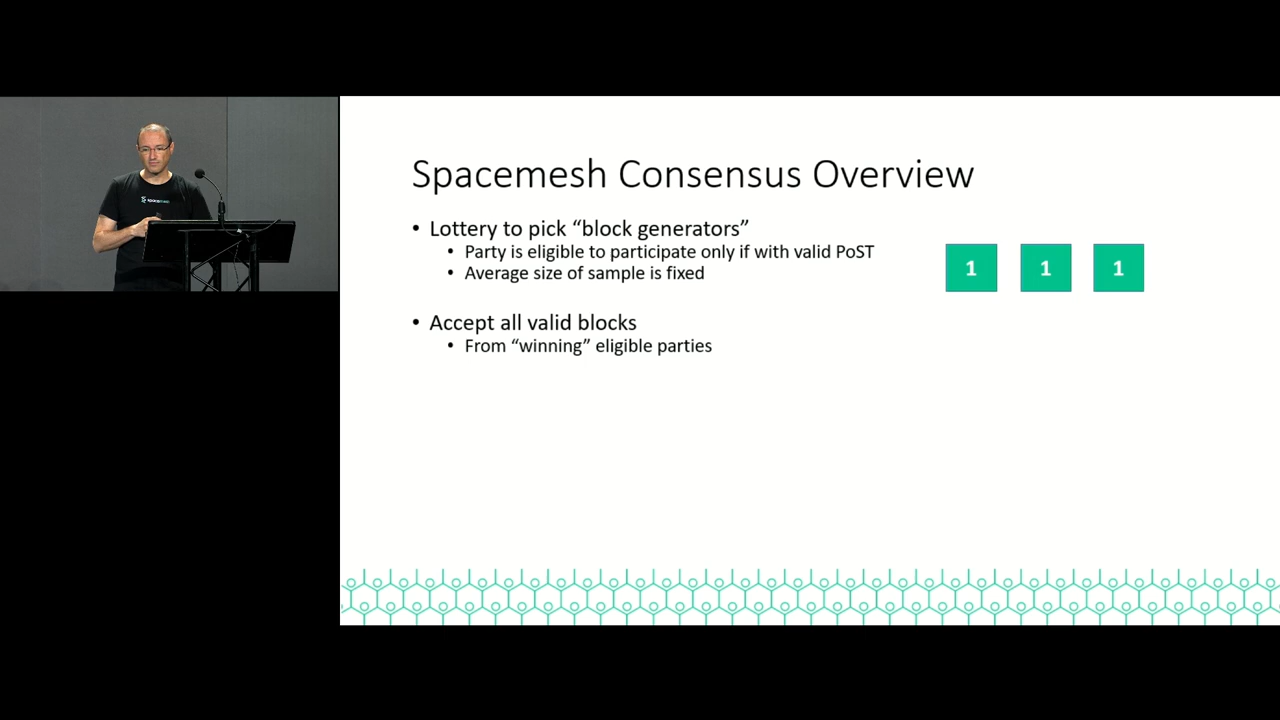 Spacemesh Consensus Overview
• Lottery to pick “block generators”
• Party is eligible to participate only if with valid PoST
• Average size of sample is fixed
1 1 1
• Accept all valid blocks
• From “winning” eligible parties